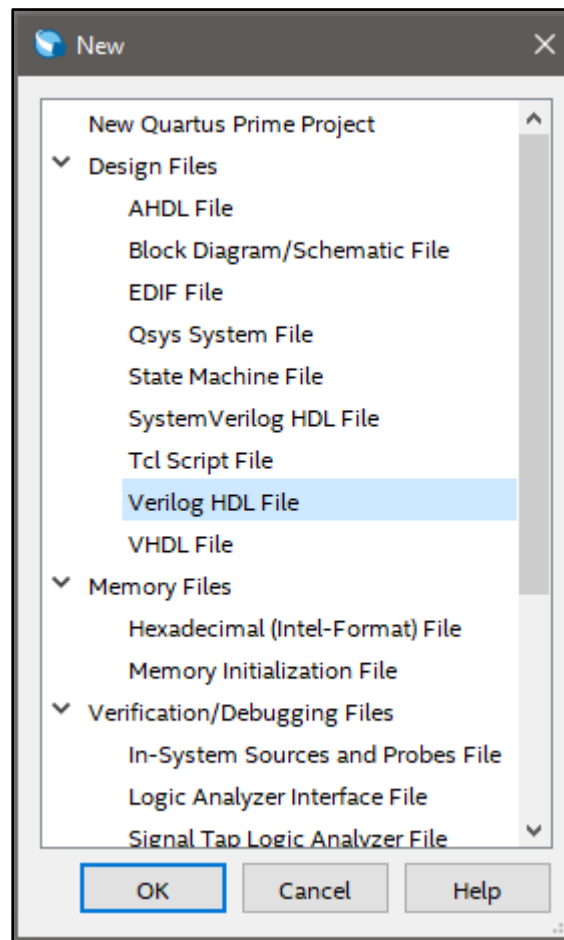 New
New Quartus Prime Project
Design Files
AHDL File
Block Diagram/Schematic File
EDIF File
Qsys System File
State Machine File
SystemVerilog HDL File
Tcl Script File
Verilog HDL File
VHDL File
Memory Files
Hexadecimal (Intel-Format) File
Memory Initialization File
Verification/Debugging Files
In-System Sources and Probes File
Logic Analyzer Interface File
Signal Tap Logic Analyzer File
OK Cancel Help